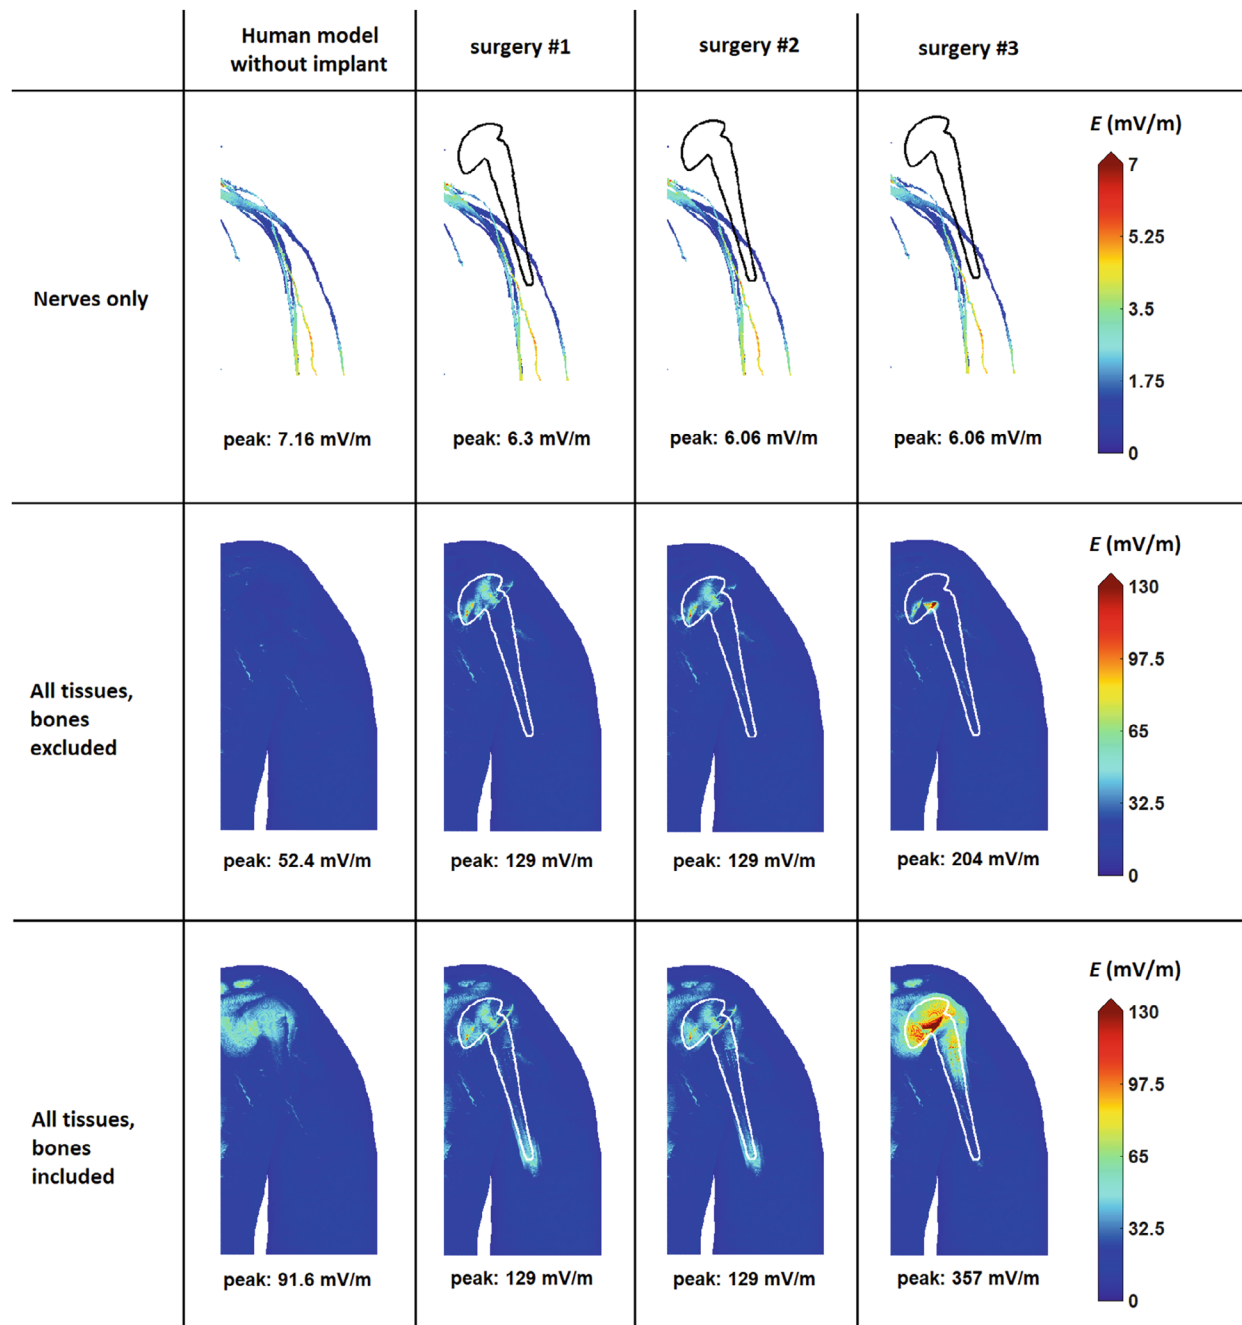 Human model
without implant
surgery #1
surgery #2
surgery #3
Nerves only
E (mV/m)
7
5.25
3.5
1.75
0
peak: 7.16 mV/m
peak: 6.3 mV/m
peak: 6.06 mV/m
peak: 6.06 mV/m
All tissues,
bones
excluded
E (mV/m)
130
97.5
65
32.5
0
peak: 52.4 mV/m
peak: 129 mV/m
peak: 129 mV/m
peak: 204 mV/m
All tissues,
bones
included
E (mV/m)
130
97.5
65
32.5
0
peak: 91.6 mV/m
peak: 129 mV/m
peak: 129 mV/m
peak: 357 mV/m